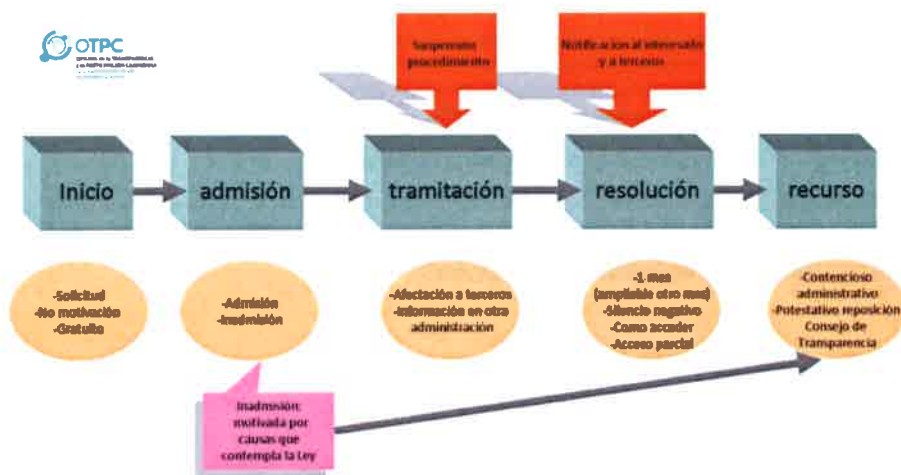 OTPC
Suspensión
procedimiento
Notificación al interesado
y a terceros
Inicio
admisión
tramitación
resolución
recurso
-Solicitud
-No motivación
-Gratuito
-Admisión
-Inadmisión
-Afectación a terceros
-Información en otra
administración
-1 mes
(ampliable otro mes)
-Silencio negativo
-Como acceder
-Acceso parcial
-Contencioso
administrativo
-Potestativo reposición
Consejo de
Transparencia
Inadmisión:
motivada por
causas que
contempla la Ley